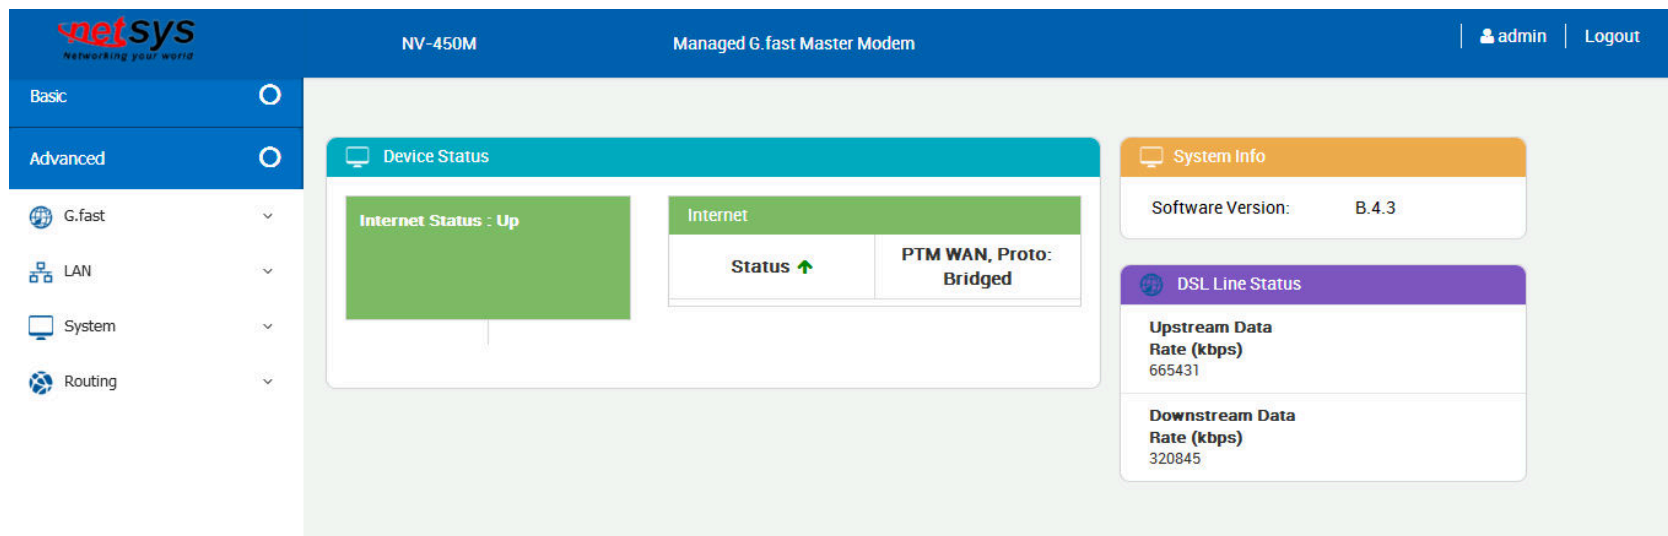 netsys
Networking your world
NV-450M
Managed G.fast Master Modem
admin
Logout
Basic
Advanced
G.fast
LAN
System
Routing
Device Status
Internet Status : Up
Internet
Status
PTM WAN, Proto:
Bridged
System Info
Software Version: B.4.3
DSL Line Status
Upstream Data
Rate (kbps)
665431
Downstream Data
Rate (kbps)
320845